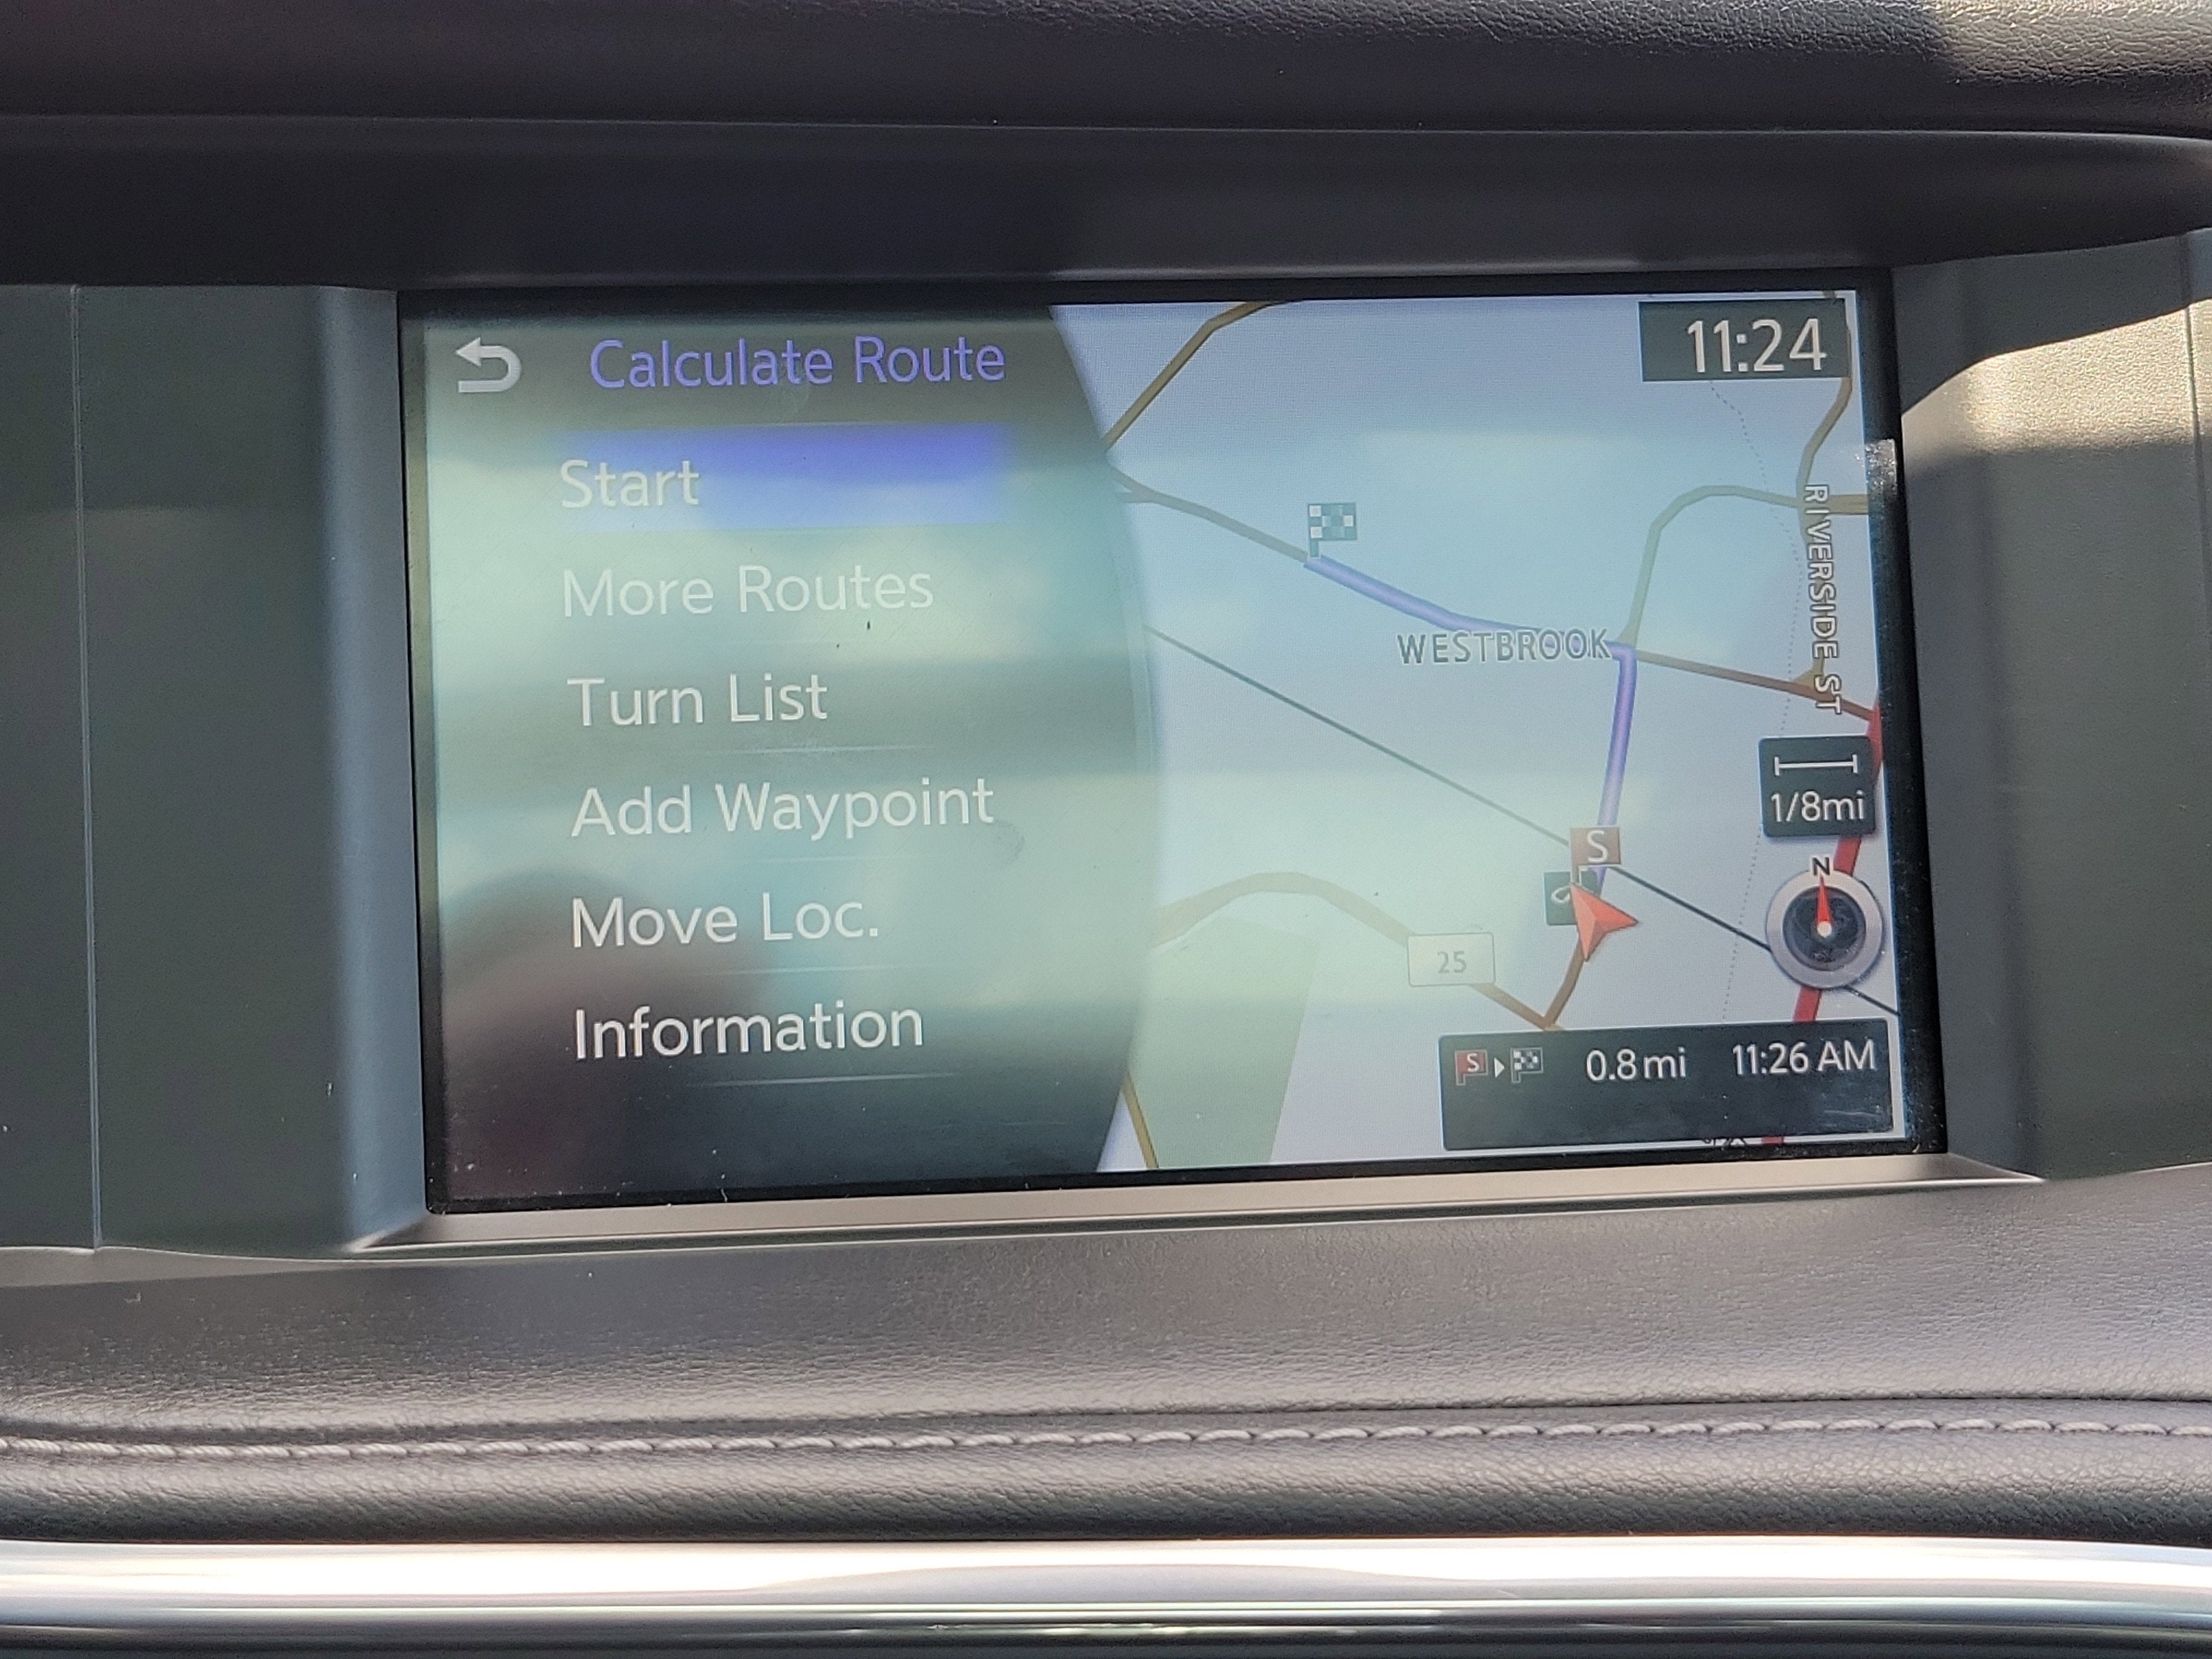 Calculate Route
Start
More Routes
Turn List
Add Waypoint
Move Loc.
Information
11:24
RIVERSIDE ST
WESTBROOK
1/8mi
S
N
25
S 0.8mi 11:26 AM